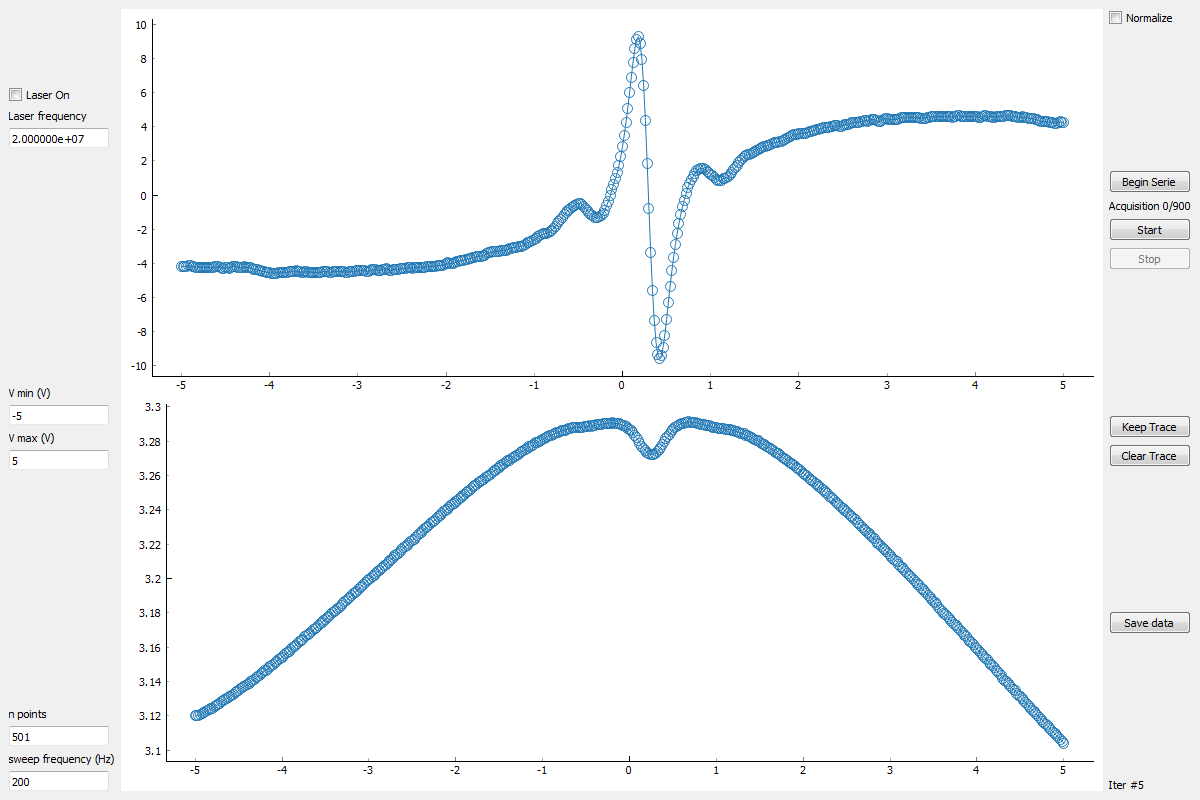 Laser On
Laser frequency
2.000000e+07
V min (V)
-5
V max (V)
5
n points
501
sweep frequency (Hz)
200
10
8
6
4
2
0
-2
-4
-6
-8
-10
-5 -4 -3 -2 -1 0 1 2 3 4 5
3.3
3.28
3.26
3.24
3.22
3.2
3.18
3.16
3.14
3.12
3.1
-5 -4 -3 -2 -1 0 1 2 3 4 5
Normalize
Begin Serie
Acquisition 0/900
Start
Stop
Keep Trace
Clear Trace
Save data
Iter #5